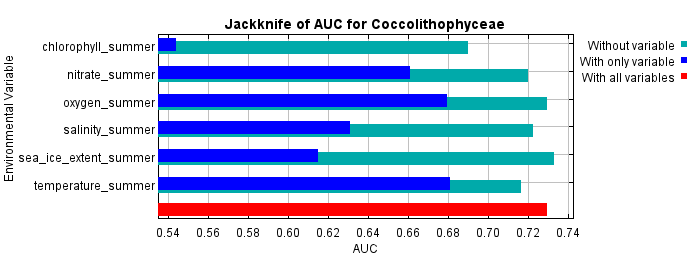 Jackknife of AUC for Coccolithophyceae
Environmental Variable
chlorophyll_summer
nitrate_summer
oxygen_summer
salinity_summer
sea_ice_extent_summer
temperature_summer
Without variable
With only variable
With all variables
0.54 0.56 0.58 0.60 0.62 0.64 0.66 0.68 0.70 0.72 0.74
AUC